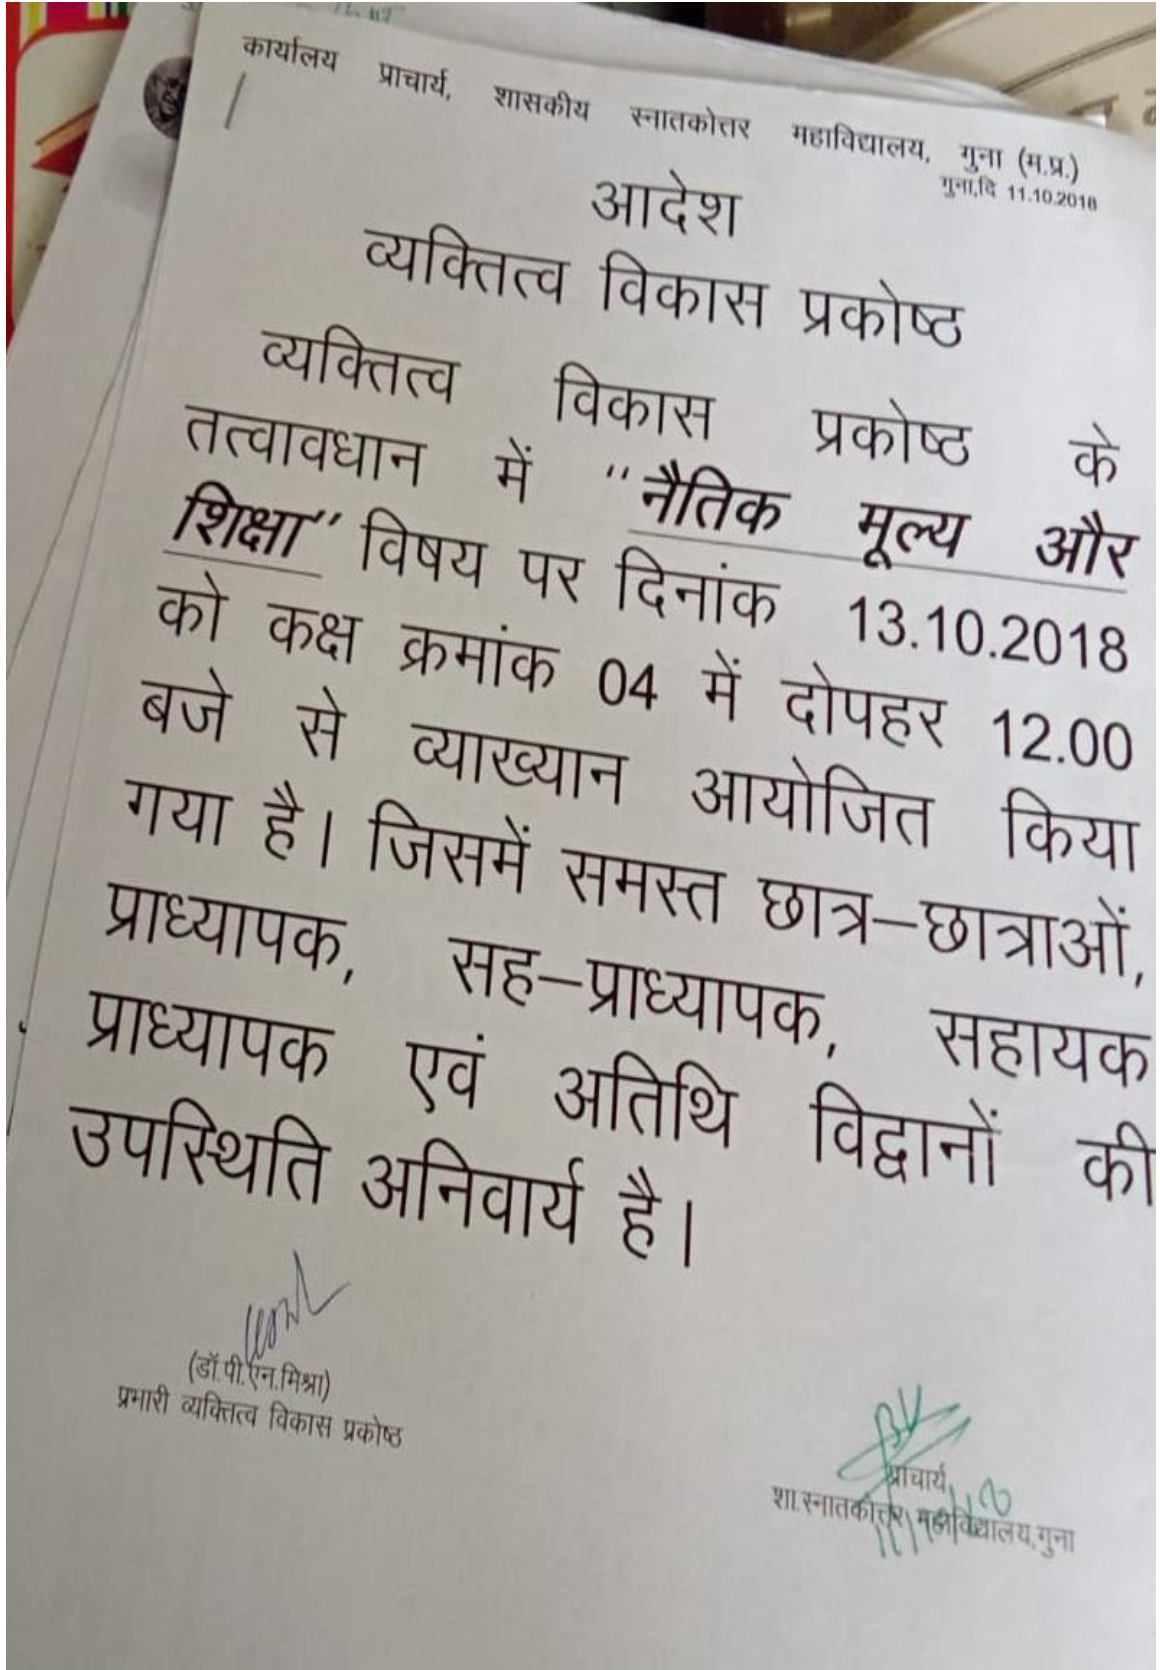 कार्यालय प्राचार्य, शासकीय स्नातकोत्तर महाविद्यालय, गुना (म.प्र.)
गुना,दि 11.10.2018
आदेश
व्यक्तित्व विकास प्रकोष्ठ
व्यक्तित्व विकास प्रकोष्ठ के
तत्वावधान में "नैतिक मूल्य और
शिक्षा" विषय पर दिनांक 13.10.2018
को कक्ष क्रमांक 04 में दोपहर 12.00
बजे से व्याख्यान आयोजित किया
गया है। जिसमें समस्त छात्र–छात्राओं,
प्राध्यापक, सह–प्राध्यापक, सहायक
प्राध्यापक एवं अतिथि विद्वानों की
उपस्थिति अनिवार्य है।
(डॉ.पी.एन.मिश्रा)
प्रभारी व्यक्तित्व विकास प्रकोष्ठ
प्राचार्य
शा.स्नातकोत्तर महाविद्यालय,गुना